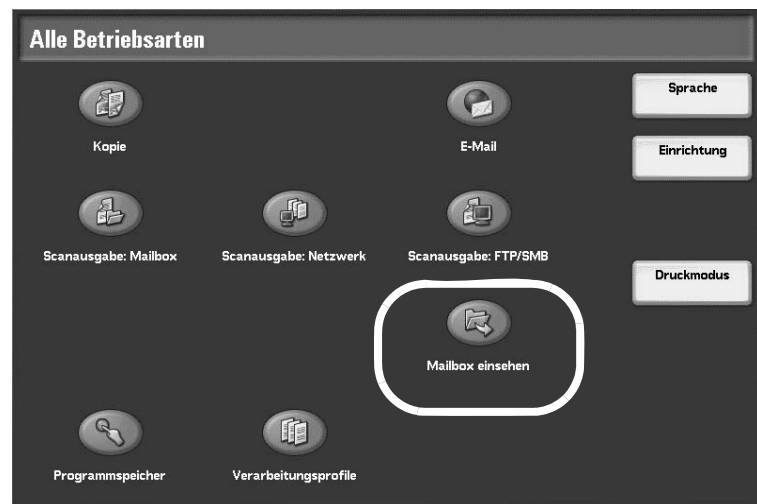 Alle Betriebsarten
Kopie
E-Mail
Sprache
Einrichtung
Scanausgabe: Mailbox
Scanausgabe: Netzwerk
Scanausgabe: FTP/SMB
Druckmodus
Mailbox einsehen
Programmspeicher
Verarbeitungsprofile